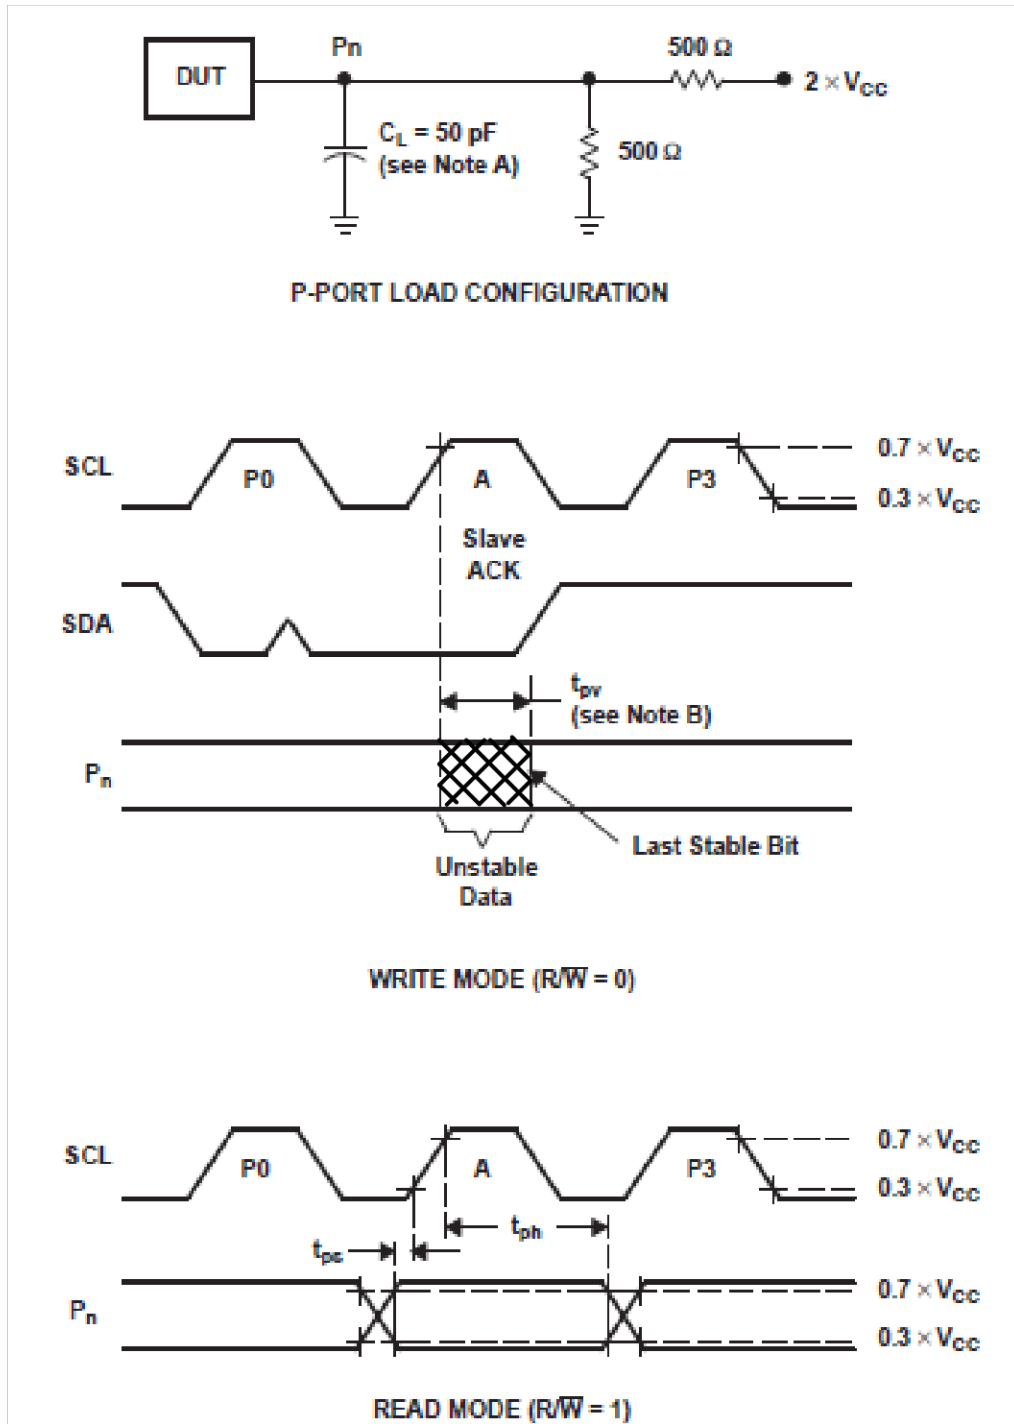 DUT
Pn
500 Ω
2 × VCC
CL = 50 pF
(see Note A)
500 Ω
P-PORT LOAD CONFIGURATION
SCL
P0
A
P3
0.7 × VCC
0.3 × VCC
Slave
ACK
SDA
tpv
(see Note B)
Pn
Last Stable Bit
Unstable
Data
WRITE MODE (R/W̅ = 0)
SCL
P0
A
P3
0.7 × VCC
0.3 × VCC
tph
tps
Pn
0.7 × VCC
0.3 × VCC
READ MODE (R/W̅ = 1)